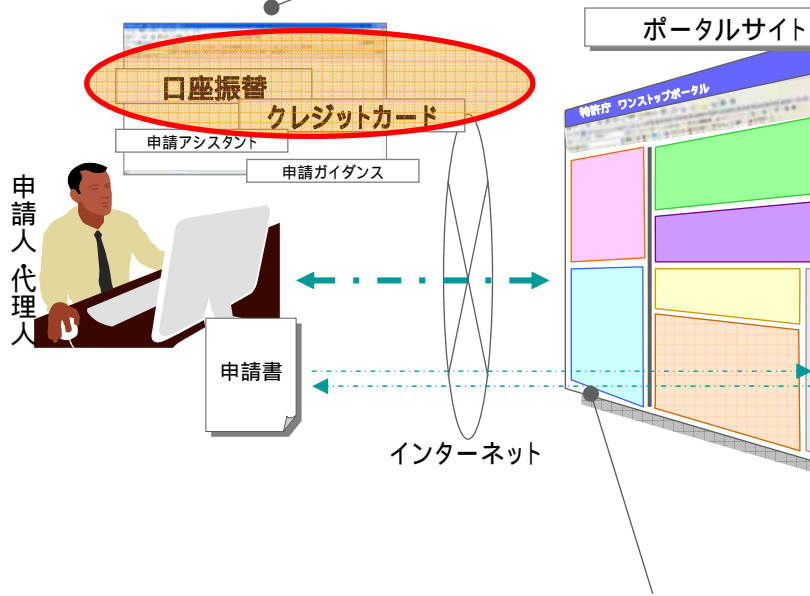 ポータルサイト
口座振替
クレジットカード
申請アシスタント
申請ガイダンス
特許庁 ワンストップポータル
申請人・代理人
申請書
インターネット